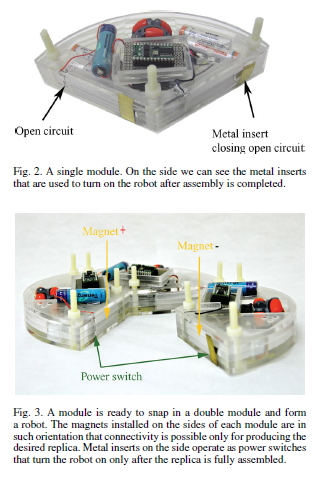 Open circuit
Metal insert
closing open circuit
Fig. 2. A single module. On the side we can see the metal inserts
that are used to turn on the robot after assembly is completed.
Magnet +
Magnet -
Power switch
Fig. 3. A module is ready to snap in a double module and form
a robot. The magnets installed on the sides of each module are in
such orientation that connectivity is possible only for producing the
desired replica. Metal inserts on the side operate as power switches
that turn the robot on only after the replica is fully assembled.